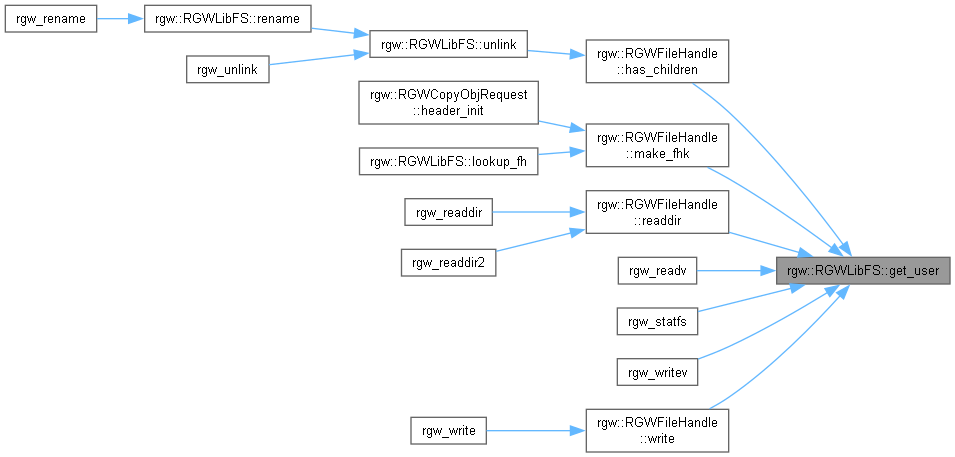 rgw_rename
rgw::RGWLibFS::rename
rgw::RGWLibFS::unlink
rgw_unlink
rgw::RGWFileHandle
::has_children
rgw::RGWCopyObjRequest
::header_init
rgw::RGWFileHandle
::make_fhk
rgw::RGWLibFS::lookup_fh
rgw::RGWFileHandle
::readdir
rgw_readdir
rgw_readdir2
rgw_readv
rgw::RGWLibFS::get_user
rgw_statfs
rgw_writev
rgw::RGWFileHandle
::write
rgw_write